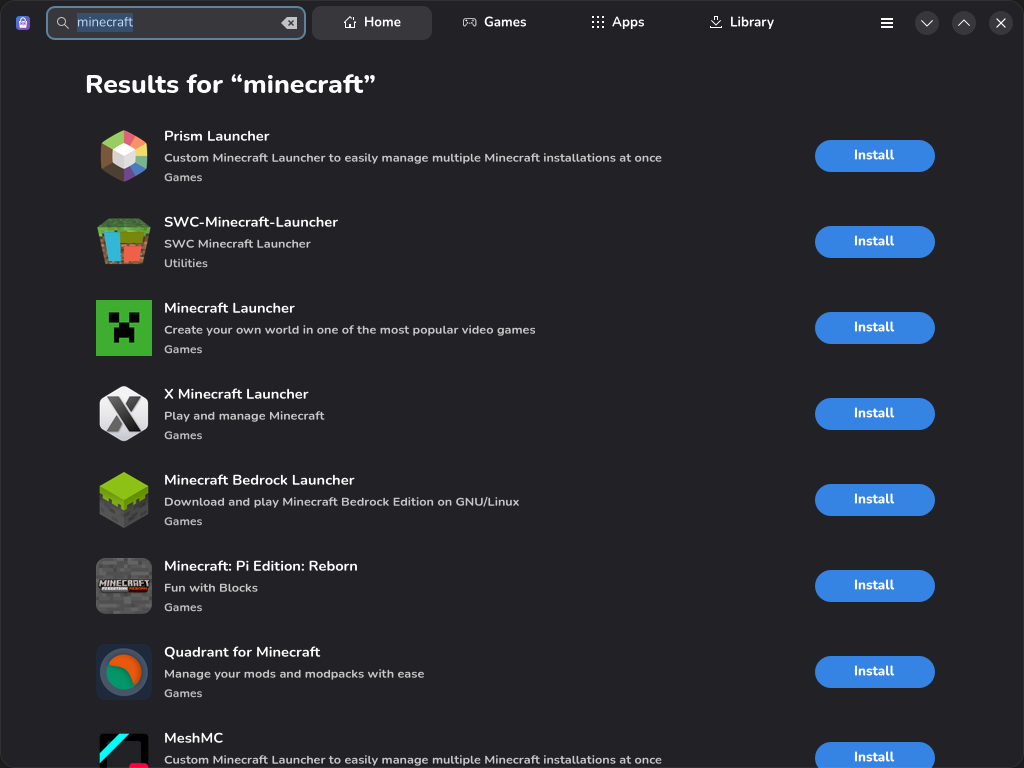 minecraft
Home
Games
Apps
Library
Results for “minecraft”
Prism Launcher
Custom Minecraft Launcher to easily manage multiple Minecraft installations at once
Games
Install
SWC-Minecraft-Launcher
SWC Minecraft Launcher
Utilities
Install
Minecraft Launcher
Create your own world in one of the most popular video games
Games
Install
X Minecraft Launcher
Play and manage Minecraft
Games
Install
Minecraft Bedrock Launcher
Download and play Minecraft Bedrock Edition on GNU/Linux
Games
Install
MINECRAFT
Minecraft: Pi Edition: Reborn
Fun with Blocks
Games
Install
Quadrant for Minecraft
Manage your mods and modpacks with ease
Games
Install
MeshMC
Custom Minecraft Launcher to easily manage multiple Minecraft installations at once
Install